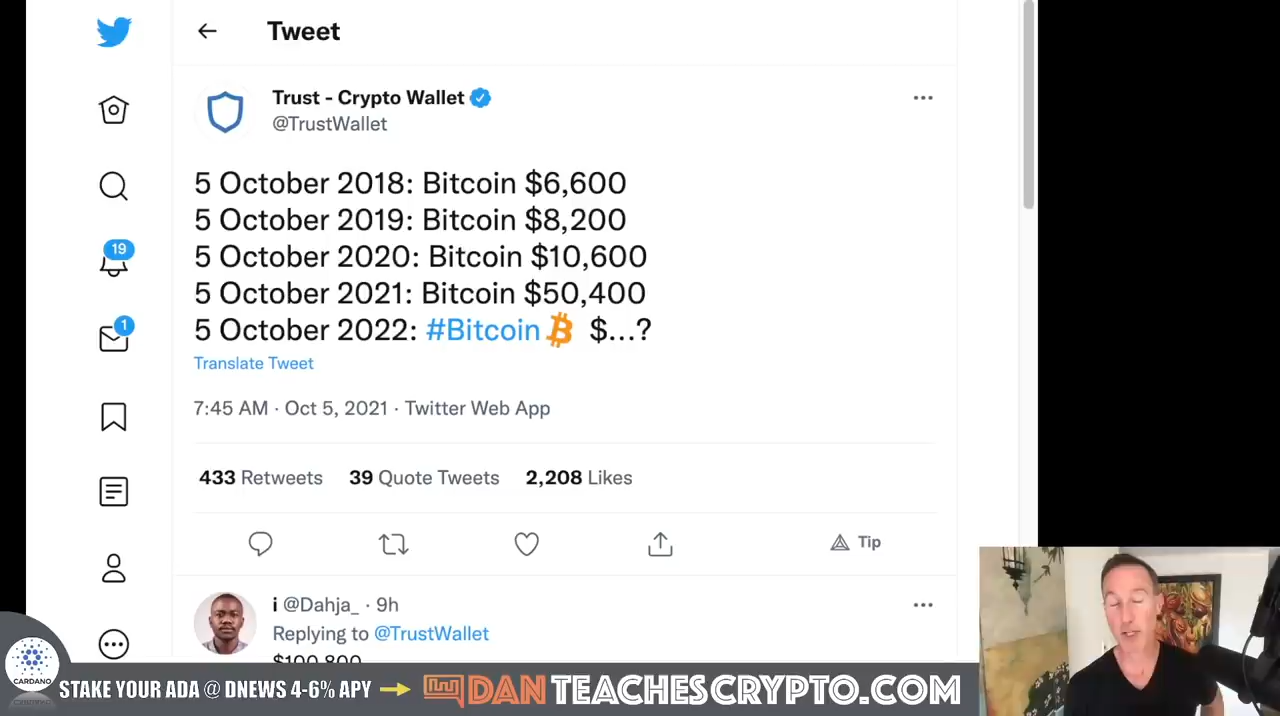 Tweet
Trust - Crypto Wallet
@TrustWallet
5 October 2018: Bitcoin $6,600
5 October 2019: Bitcoin $8,200
5 October 2020: Bitcoin $10,600
5 October 2021: Bitcoin $50,400
5 October 2022: #Bitcoin $...?
Translate Tweet
7:45 AM · Oct 5, 2021 · Twitter Web App
433 Retweets 39 Quote Tweets 2,208 Likes
Tip
19
1
i @Dahja_ · 9h
Replying to @TrustWallet
$100,800
CARDANO
STAKE YOUR ADA @ DNEWS 4-6% APY
DANTEACHESCRYPTO.COM